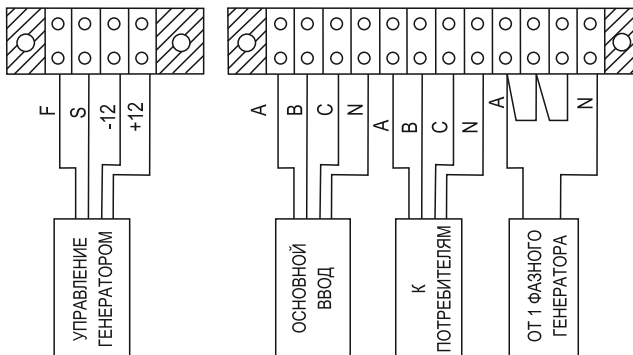 F
S
-12
+12
A
B
C
N
A
B
C
N
A
N
УПРАВЛЕНИЕ
ГЕНЕРАТОРОМ
ОСНОВНОЙ
ВВОД
К
ПОТРЕБИТЕЛЯМ
ОТ 1 ФАЗНОГО
ГЕНЕРАТОРА